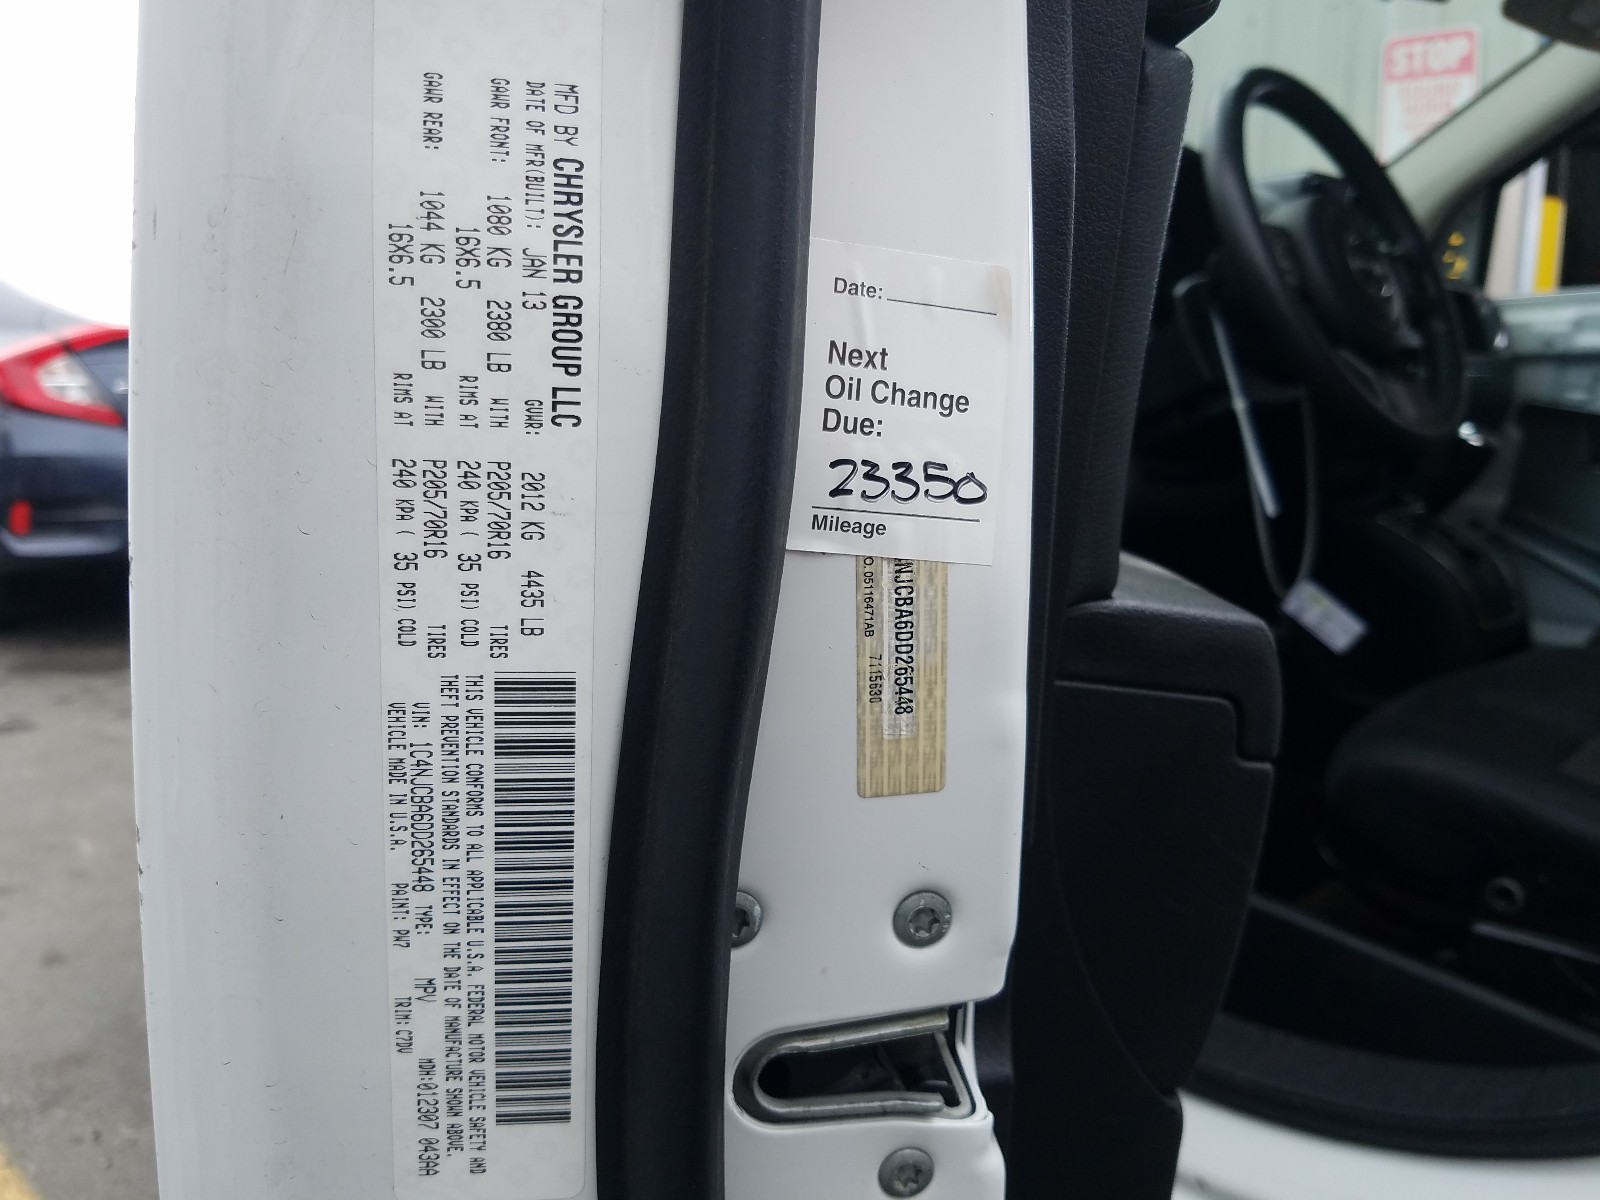 MFD BY CHRYSLER GROUP LLC
DATE OF MFR(BUILT): JAN 13 GVWR: 2012 KG 4435 LB
GAWR FRONT: 1080 KG 2380 LB WITH P205/70R16 TIRES
16X6.5 RIMS AT 240 KPA ( 35 PSI) COLD
GAWR REAR: 1044 KG 2300 LB WITH P205/70R16 TIRES
16X6.5 RIMS AT 240 KPA ( 35 PSI) COLD
THIS VEHICLE CONFORMS TO ALL APPLICABLE U.S.A. FEDERAL MOTOR VEHICLE SAFETY AND
THEFT PREVENTION STANDARDS IN EFFECT ON THE DATE OF MANUFACTURE SHOWN ABOVE.
VIN: 1C4NJCBA6DD265448 TYPE: MPV MDH:012307 043AA
VEHICLE MADE IN U.S.A. PAINT: PW7 TRIM: C7DV
Date:
Next
Oil Change
Due:
23350
Mileage
NJCBA6DD265448
O. 05116471AB 7115630
STOP